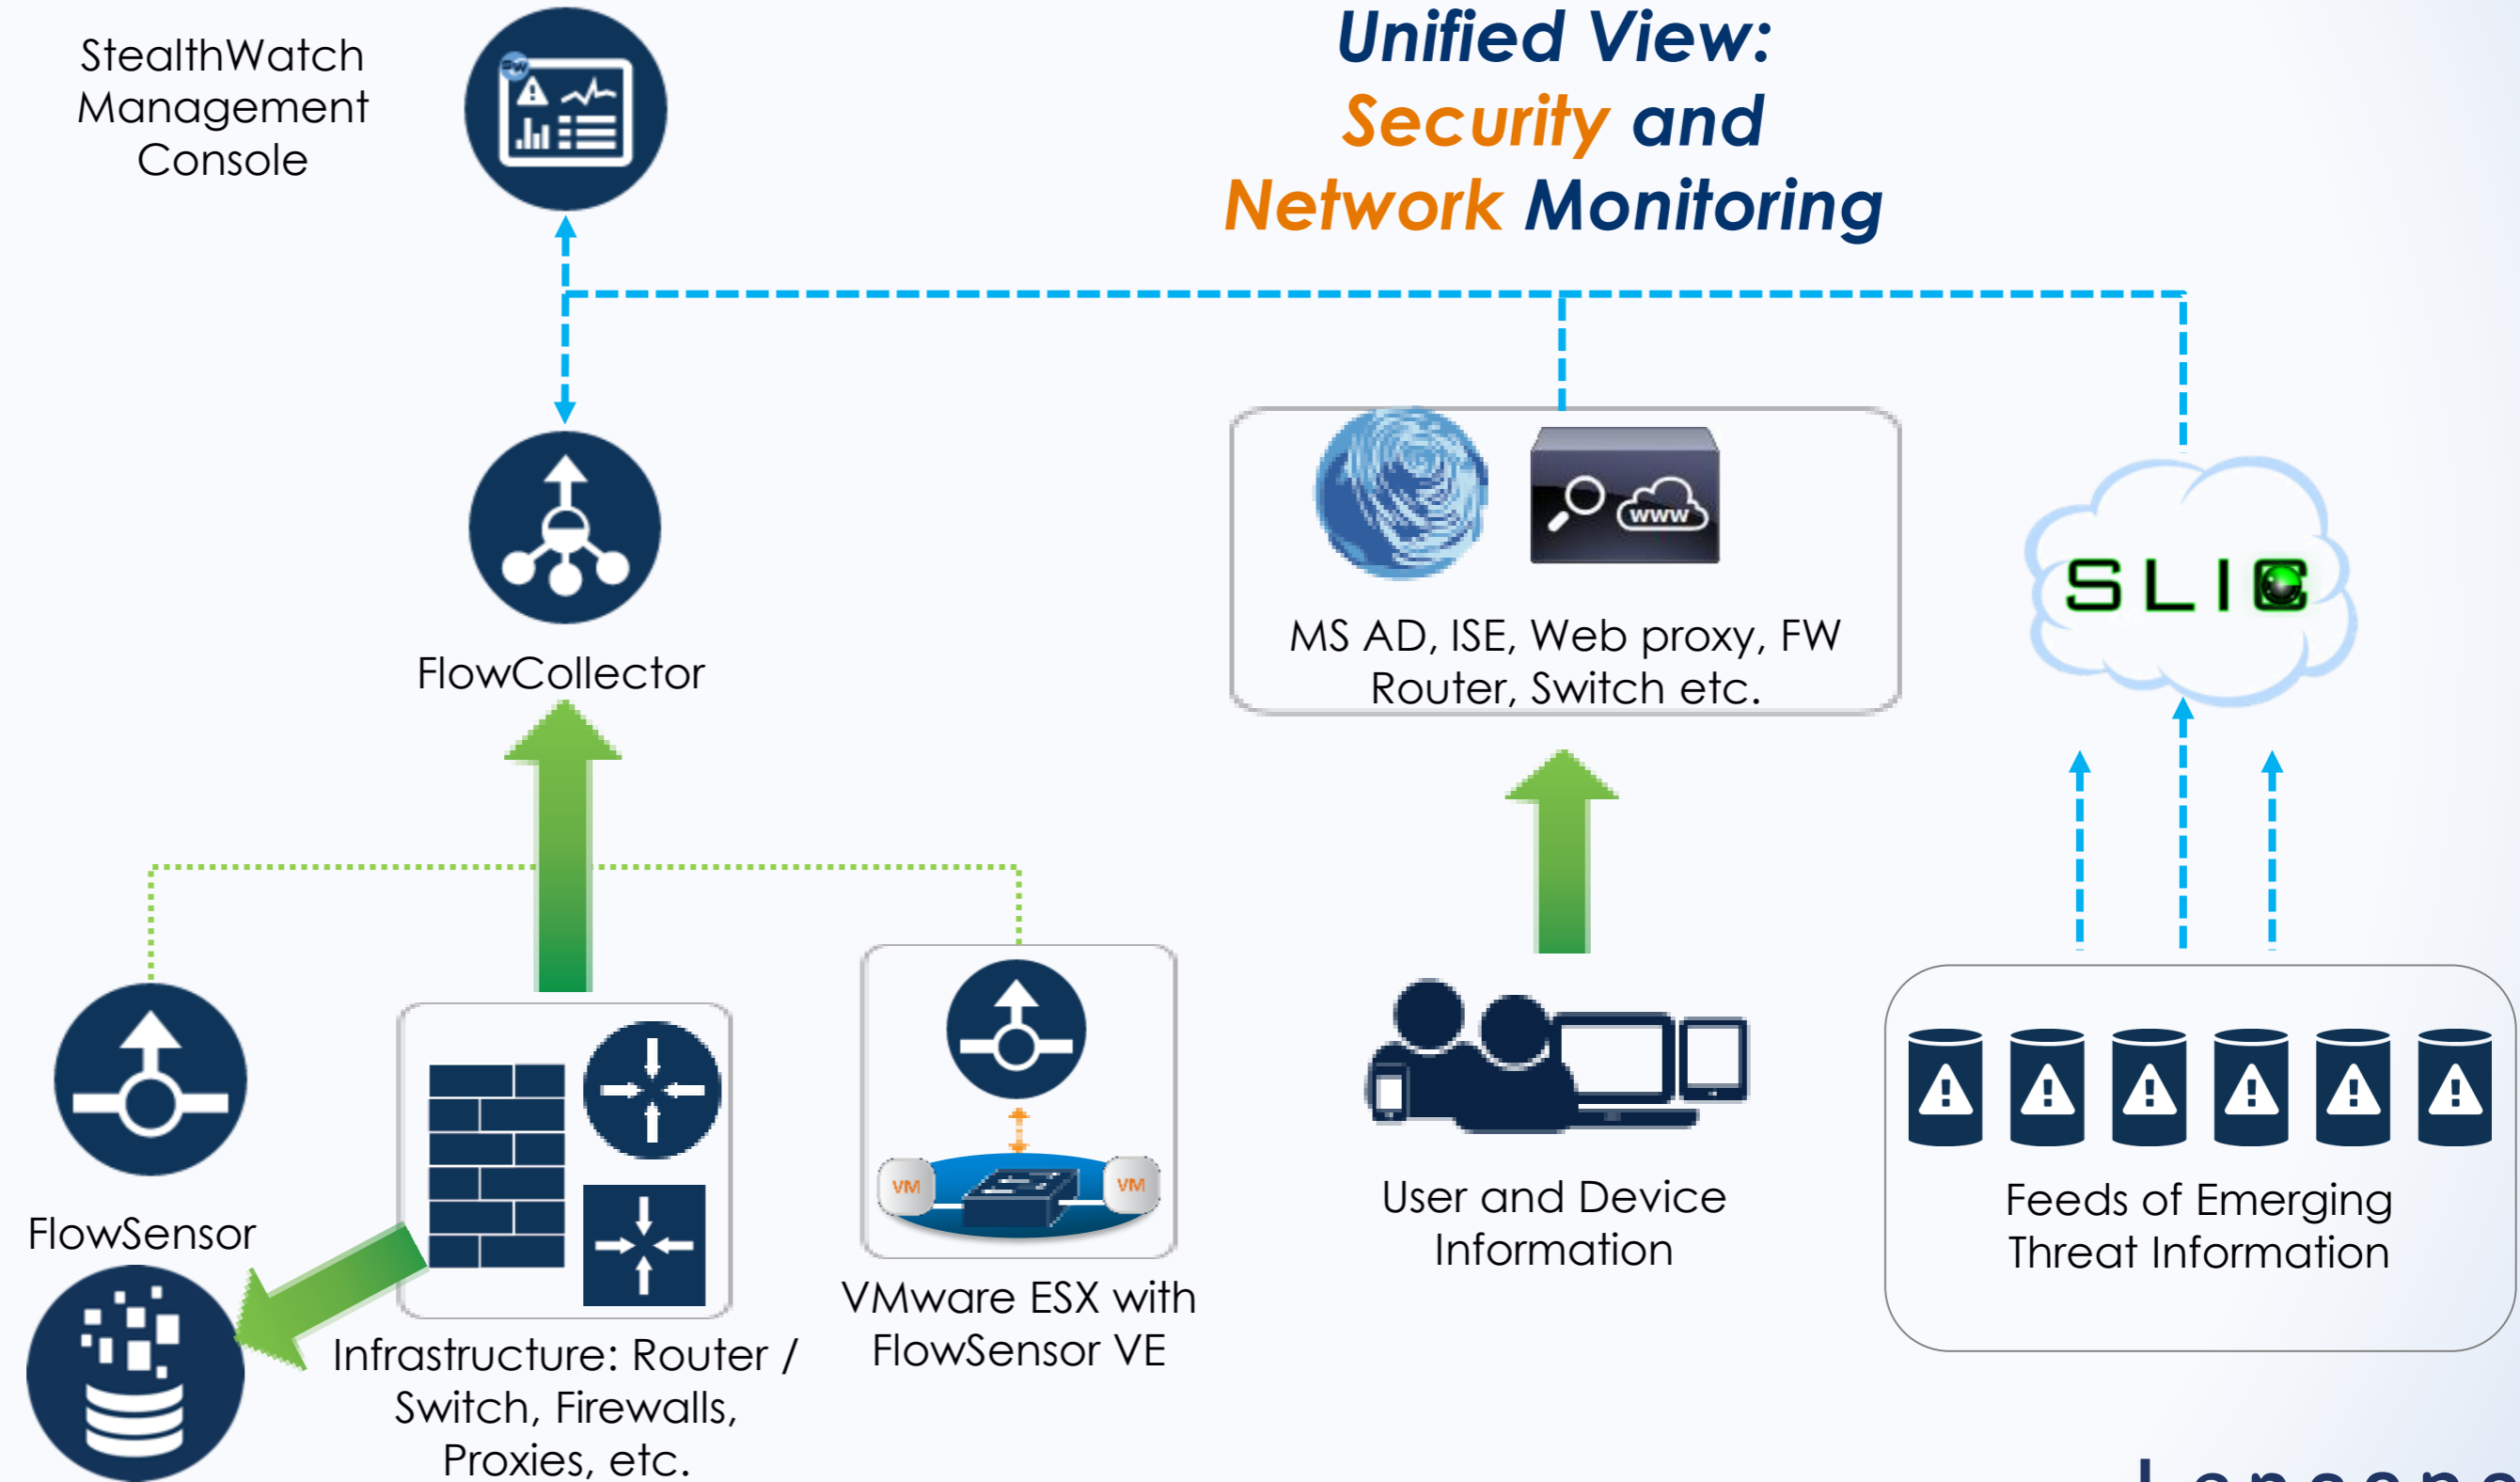 StealthWatch
Management
Console
Unified View:
Security and
Network Monitoring
FlowCollector
www
MS AD, ISE, Web proxy, FW
Router, Switch etc.
SLIC
FlowSensor
Infrastructure: Router /
Switch, Firewalls,
Proxies, etc.
VM
VM
VMware ESX with
FlowSensor VE
User and Device
Information
Feeds of Emerging
Threat Information